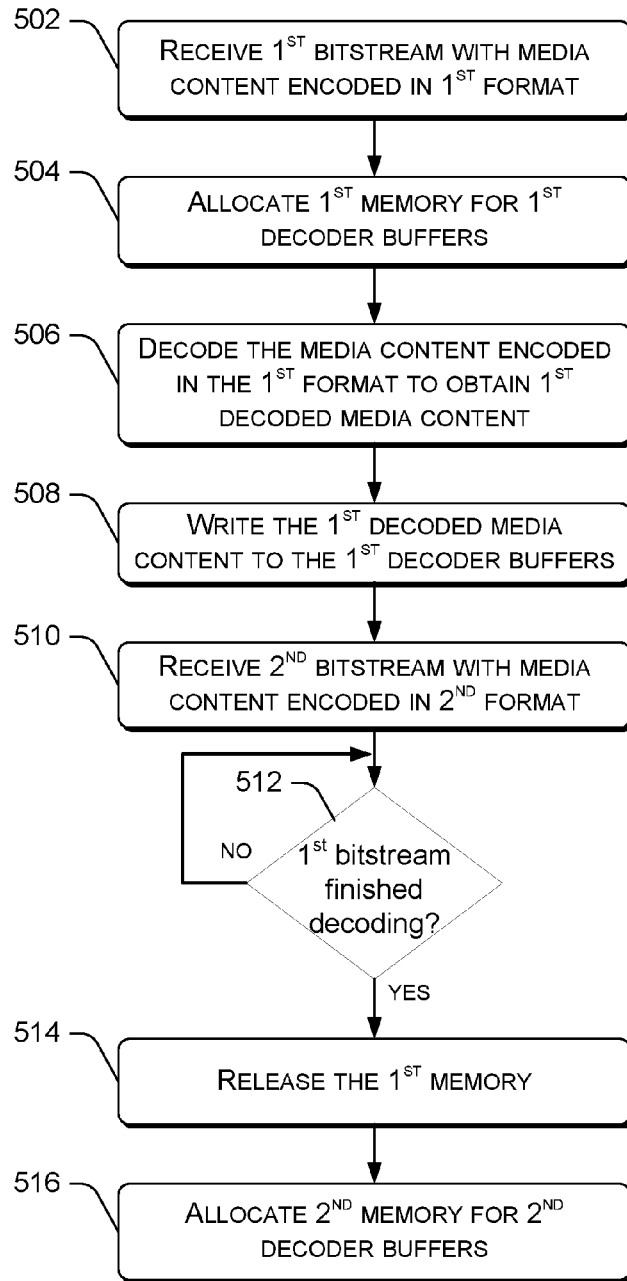 502
RECEIVE 1ST BITSTREAM WITH MEDIA
CONTENT ENCODED IN 1ST FORMAT
504
ALLOCATE 1ST MEMORY FOR 1ST
DECODER BUFFERS
506
DECODE THE MEDIA CONTENT ENCODED
IN THE 1ST FORMAT TO OBTAIN 1ST
DECODED MEDIA CONTENT
508
WRITE THE 1ST DECODED MEDIA
CONTENT TO THE 1ST DECODER BUFFERS
510
RECEIVE 2ND BITSTREAM WITH MEDIA
CONTENT ENCODED IN 2ND FORMAT
512
NO
1st bitstream
finished
decoding?
YES
514
RELEASE THE 1ST MEMORY
516
ALLOCATE 2ND MEMORY FOR 2ND
DECODER BUFFERS